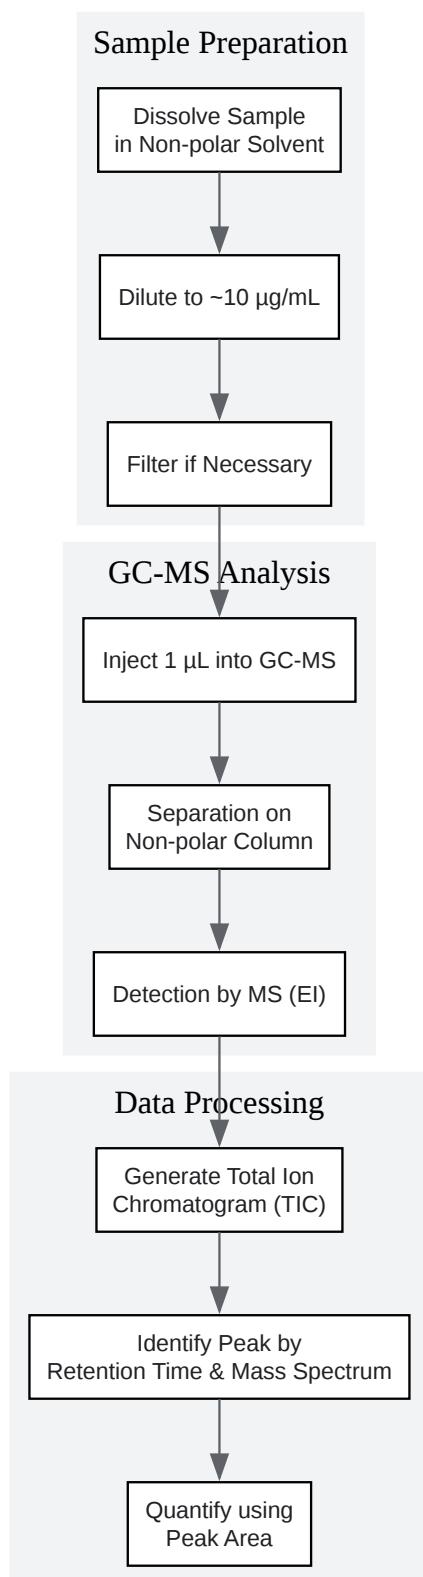 Sample Preparation
Dissolve Sample
in Non-polar Solvent
Dilute to ~10 µg/mL
Filter if Necessary
GC-MS Analysis
Inject 1 µL into GC-MS
Separation on
Non-polar Column
Detection by MS (EI)
Data Processing
Generate Total Ion
Chromatogram (TIC)
Identify Peak by
Retention Time & Mass Spectrum
Quantify using
Peak Area